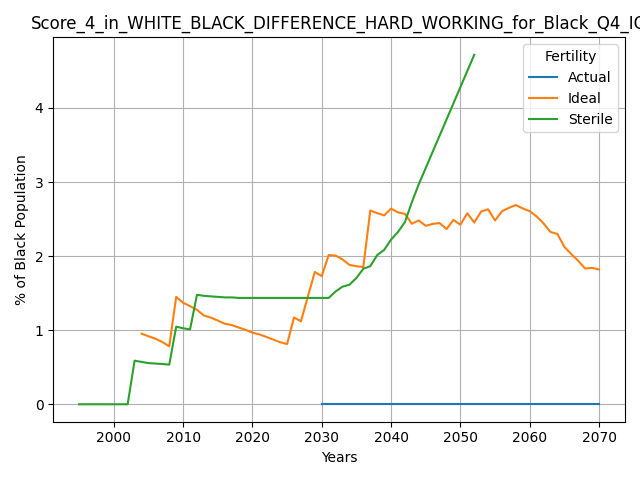 Score_4_in_WHITE_BLACK_DIFFERENCE_HARD_WORKING_for_Black_Q4_IC
Fertility
Actual
Ideal
Sterile
% of Black Population
4
3
2
1
0
2000 2010 2020 2030 2040 2050 2060 2070
Years